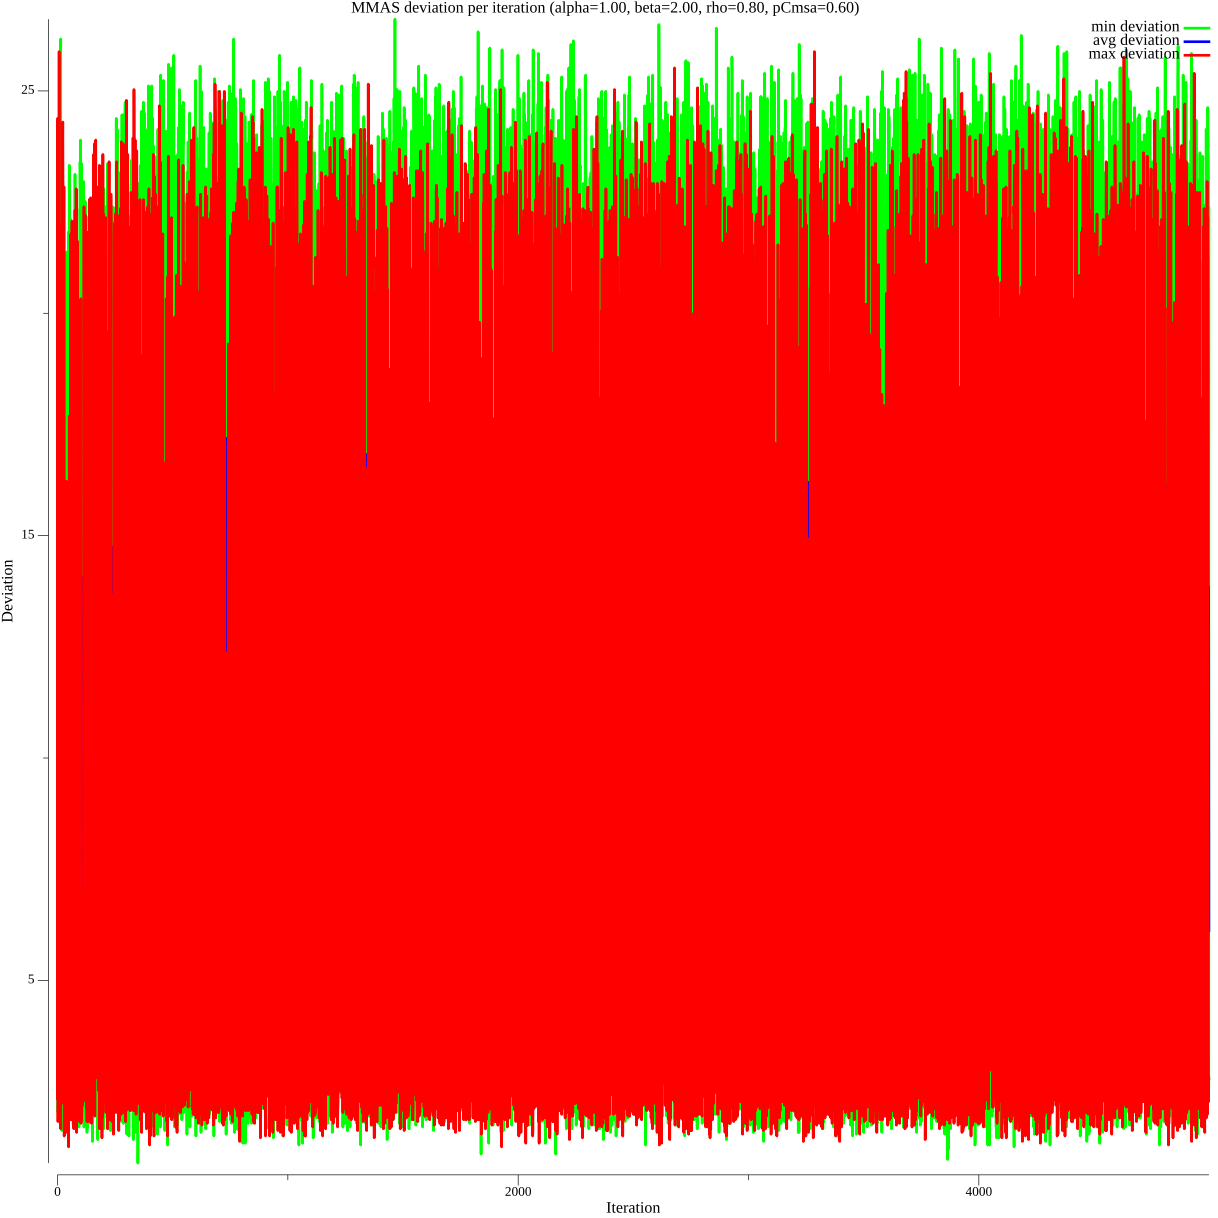 MMAS deviation per iteration (alpha=1.00, beta=2.00, rho=0.80, pCmsa=0.60)
min deviation
avg deviation
max deviation
25
15
5
Deviation
0
2000
4000
Iteration